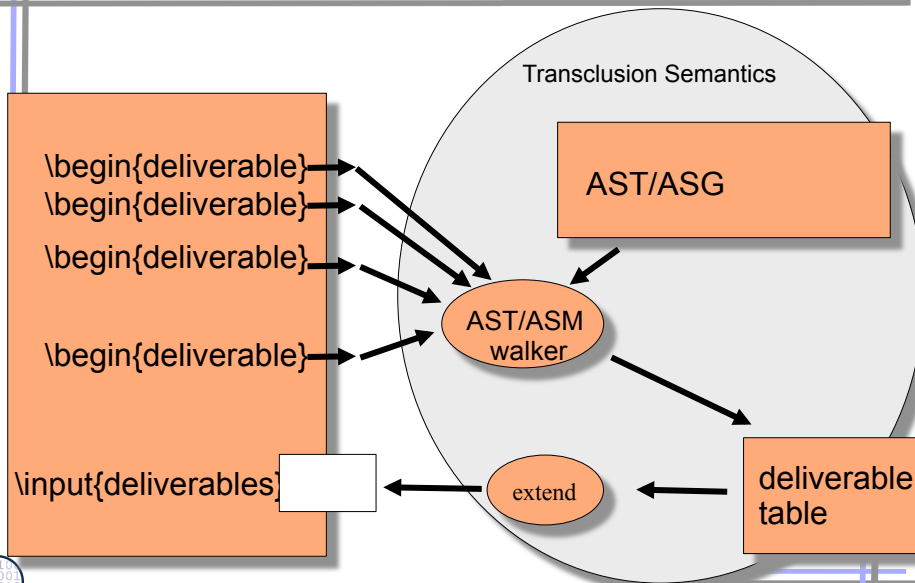 Transclusion Semantics
\begin{deliverable}
\begin{deliverable}
\begin{deliverable}
\begin{deliverable}
\input{deliverables}
AST/ASG
AST/ASM
walker
extend
deliverable
table